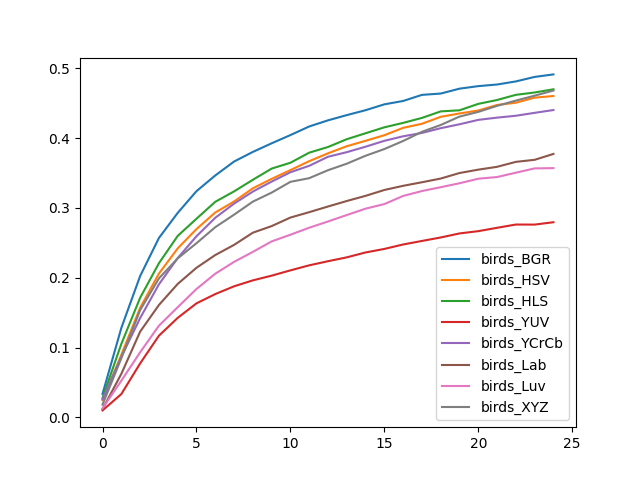 0.5
0.4
0.3
0.2
0.1
0.0
0 5 10 15 20 25
birds_BGR
birds_HSV
birds_HLS
birds_YUV
birds_YCrCb
birds_Lab
birds_Luv
birds_XYZ